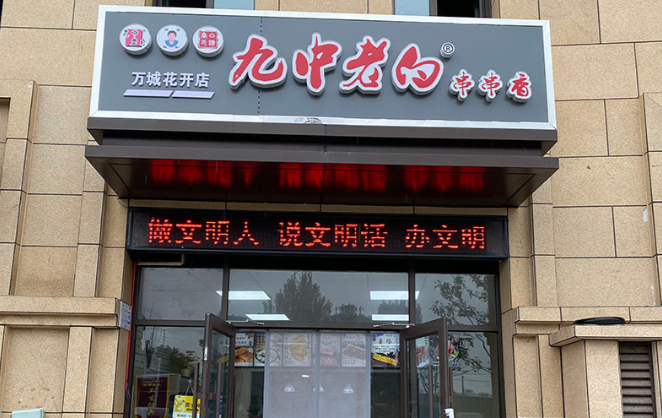 九中老白® 串串香
万城花开店
做文明人 说文明话 办文明